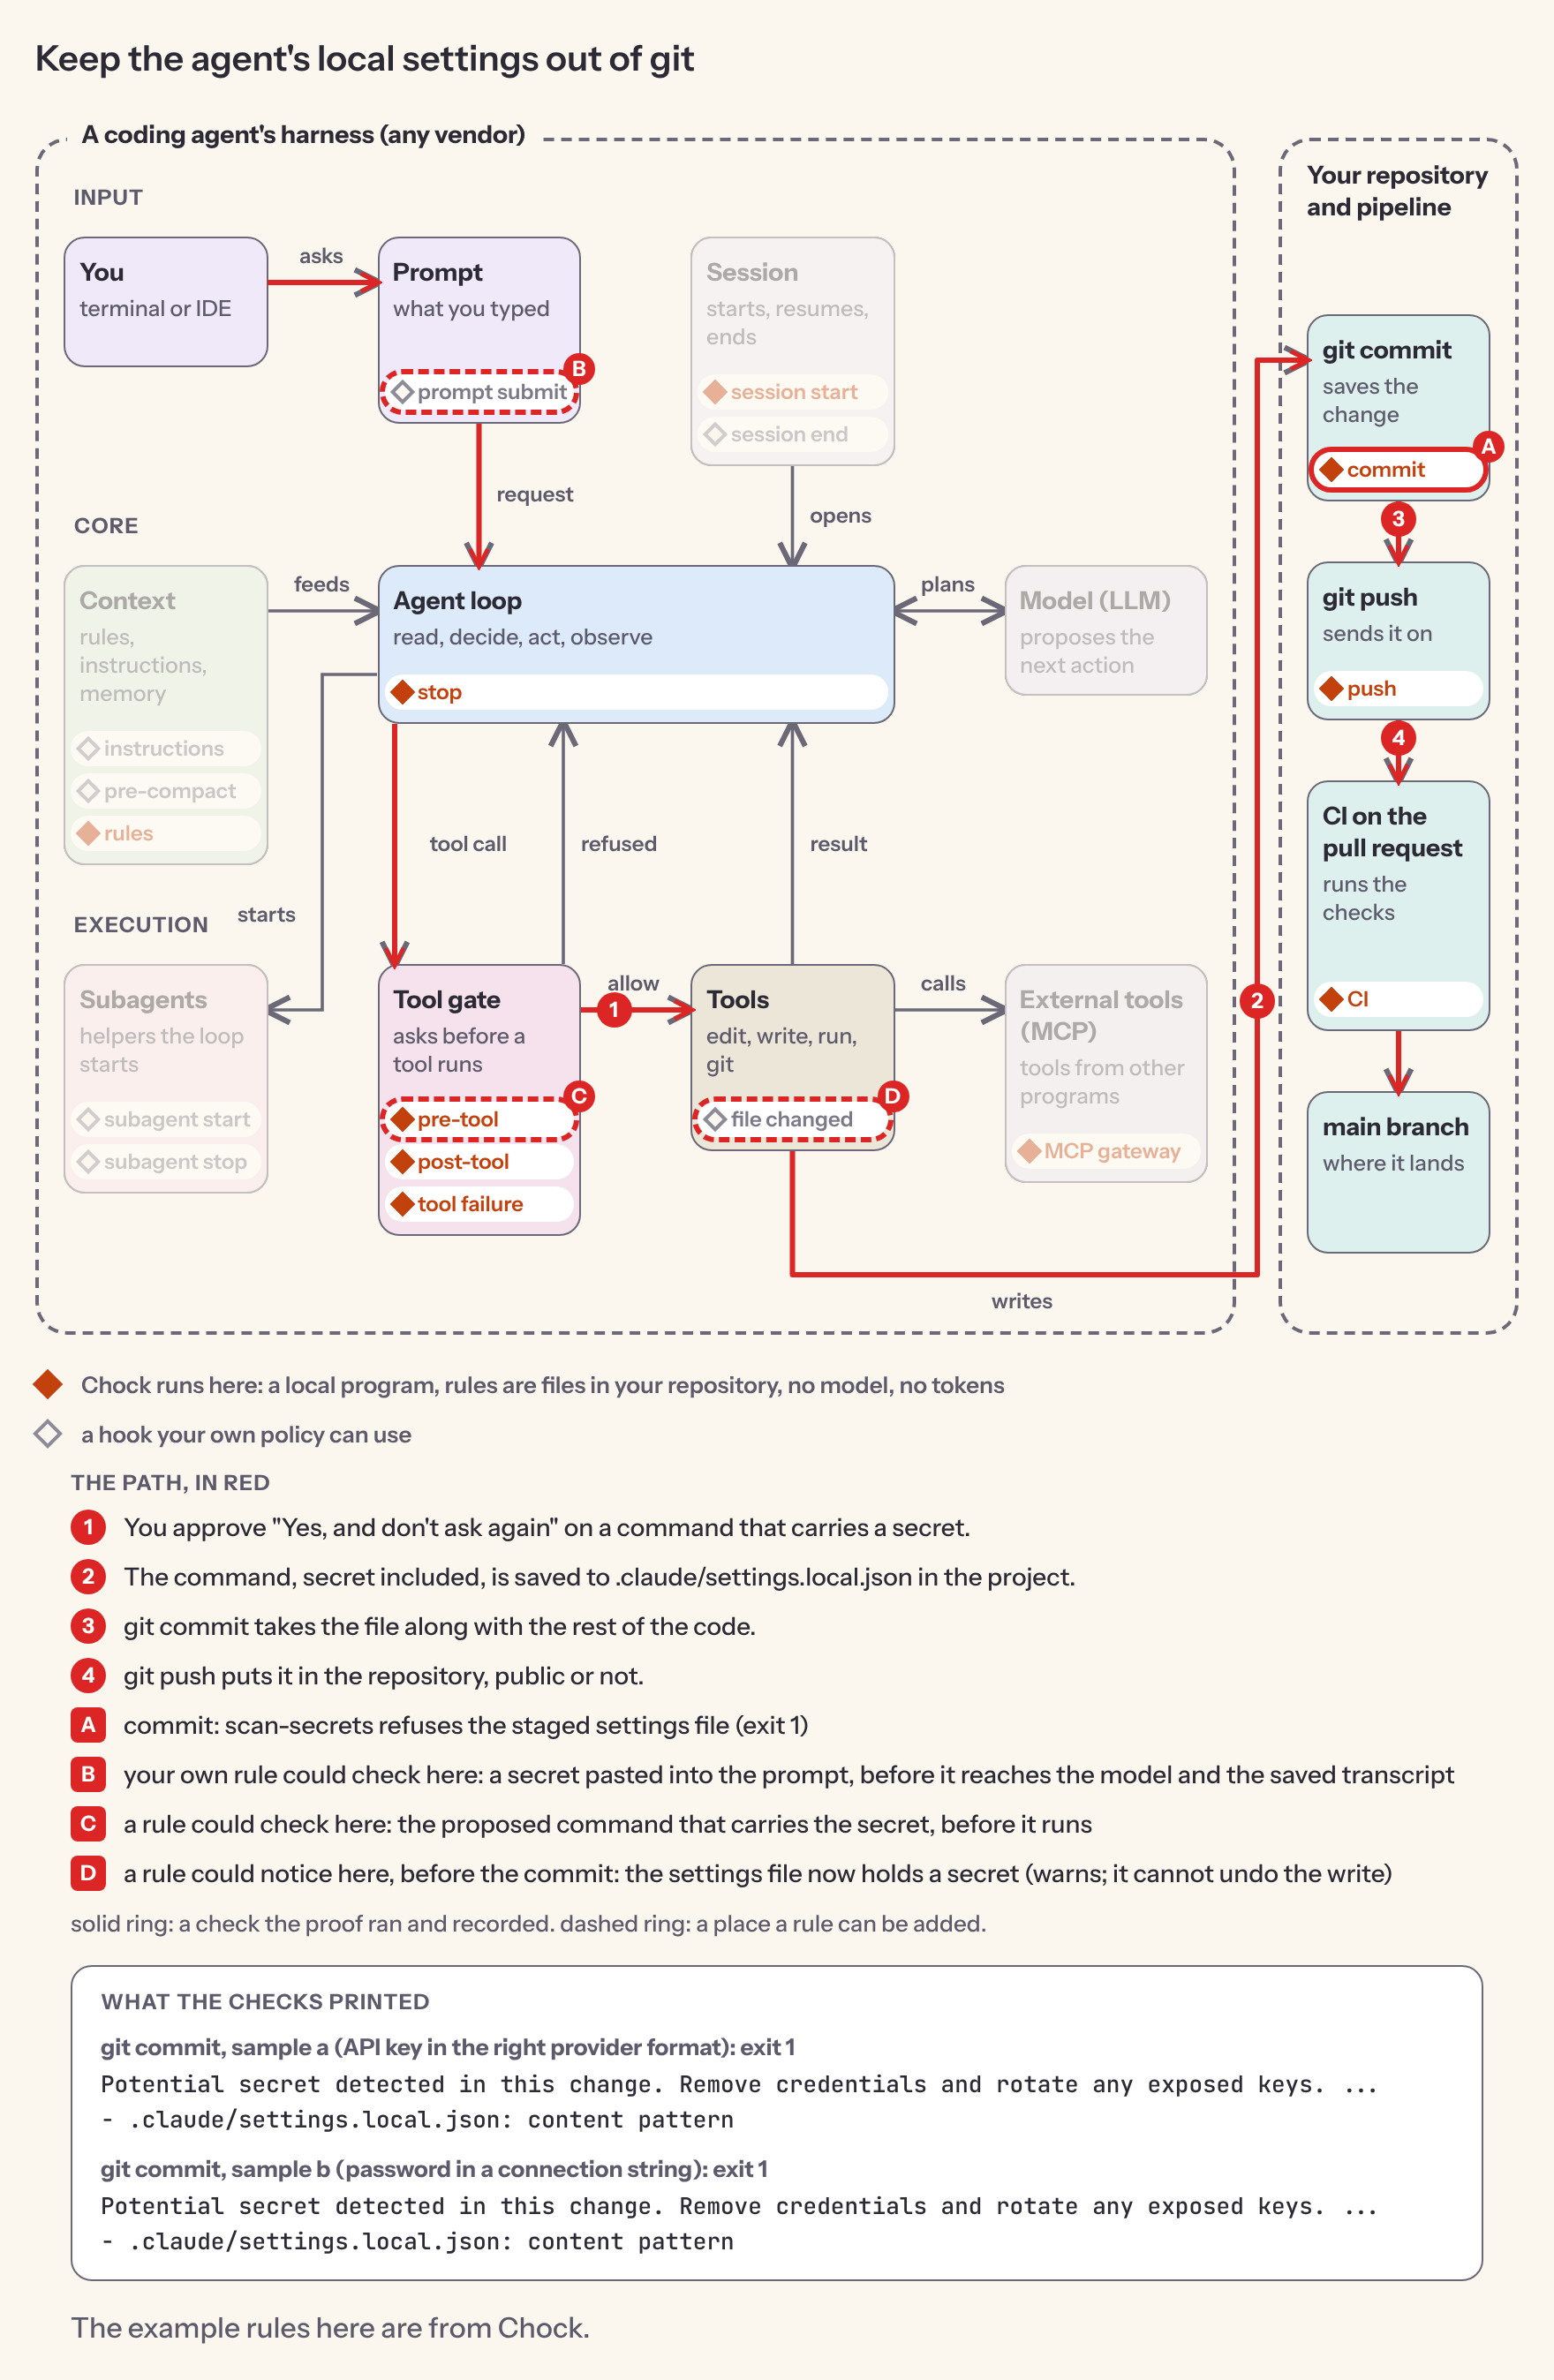 Keep the agent's local settings out of git
A coding agent's harness (any vendor)
INPUT
You
terminal or IDE
asks
Prompt
what you typed
prompt submit
B
Session
starts, resumes,
ends
session start
session end
request
opens
CORE
Context
rules,
instructions,
memory
instructions
pre-compact
rules
feeds
Agent loop
read, decide, act, observe
stop
plans
Model (LLM)
proposes the
next action
tool call
refused
result
EXECUTION
starts
Subagents
helpers the loop
starts
subagent start
subagent stop
Tool gate
asks before a
tool runs
C
pre-tool
post-tool
tool failure
allow
1
Tools
edit, write, run,
git
D
file changed
calls
External tools
(MCP)
tools from other
programs
MCP gateway
writes
2
Your repository
and pipeline
git commit
saves the
change
A
commit
3
git push
sends it on
push
4
CI on the
pull request
runs the
checks
CI
main branch
where it lands
Chock runs here: a local program, rules are files in your repository, no model, no tokens
a hook your own policy can use
THE PATH, IN RED
1 You approve "Yes, and don't ask again" on a command that carries a secret.
2 The command, secret included, is saved to .claude/settings.local.json in the project.
3 git commit takes the file along with the rest of the code.
4 git push puts it in the repository, public or not.
A commit: scan-secrets refuses the staged settings file (exit 1)
B your own rule could check here: a secret pasted into the prompt, before it reaches the model and the saved transcript
C a rule could check here: the proposed command that carries the secret, before it runs
D a rule could notice here, before the commit: the settings file now holds a secret (warns; it cannot undo the write)
solid ring: a check the proof ran and recorded. dashed ring: a place a rule can be added.
WHAT THE CHECKS PRINTED
git commit, sample a (API key in the right provider format): exit 1
Potential secret detected in this change. Remove credentials and rotate any exposed keys. ...
- .claude/settings.local.json: content pattern
git commit, sample b (password in a connection string): exit 1
Potential secret detected in this change. Remove credentials and rotate any exposed keys. ...
- .claude/settings.local.json: content pattern
The example rules here are from Chock.